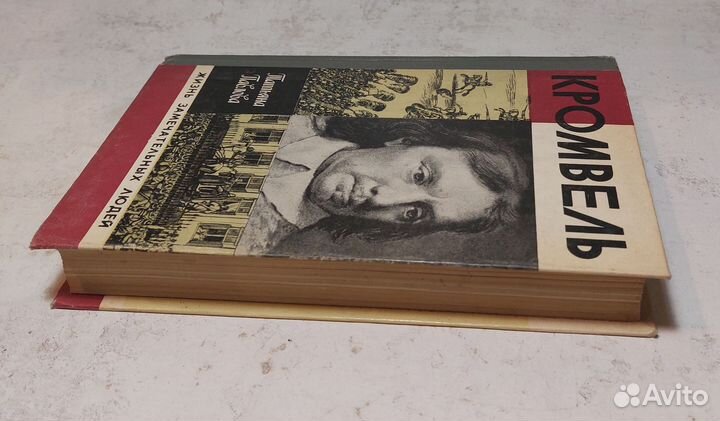 Татьяна
Павлова
КРОМВЕЛЬ
ЖИЗНЬ ЗАМЕЧАТЕЛЬНЫХ ЛЮДЕЙ
Avito